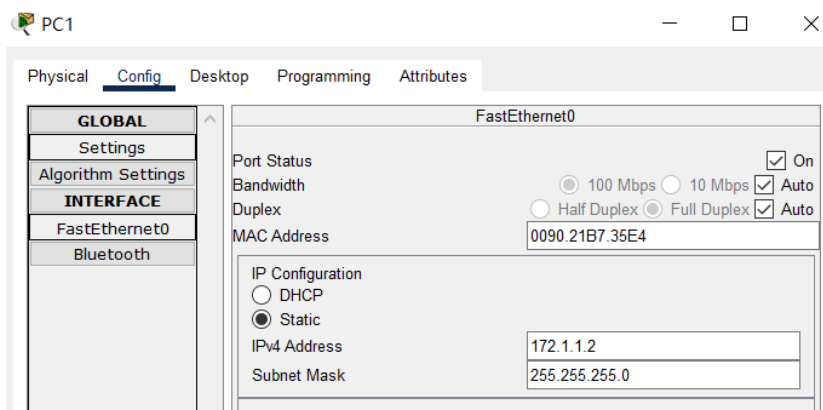 PC1
Physical Config Desktop Programming Attributes
GLOBAL
Settings
Algorithm Settings
INTERFACE
FastEthernet0
Bluetooth
FastEthernet0
Port Status On
Bandwidth 100 Mbps 10 Mbps Auto
Duplex Half Duplex Full Duplex Auto
MAC Address 0090.21B7.35E4
IP Configuration
DHCP
Static
IPv4 Address 172.1.1.2
Subnet Mask 255.255.255.0